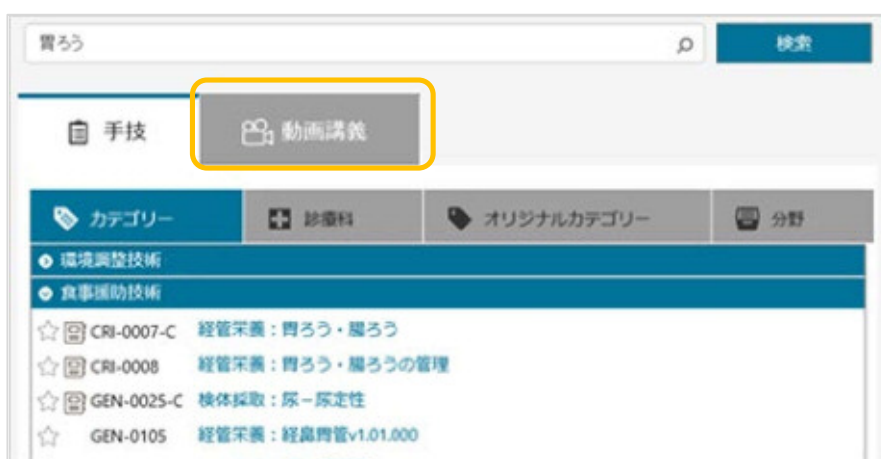 胃ろう 検索
手技 動画講義
カテゴリー 診療科 オリジナルカテゴリー 分野
環境調整技術
食事援助技術
CRI-0007-C 経管栄養：胃ろう・腸ろう
CRI-0008 経管栄養：胃ろう・腸ろうの管理
GEN-0025-C 検体採取：尿－尿定性
GEN-0105 経管栄養：経鼻胃管v1.01.000